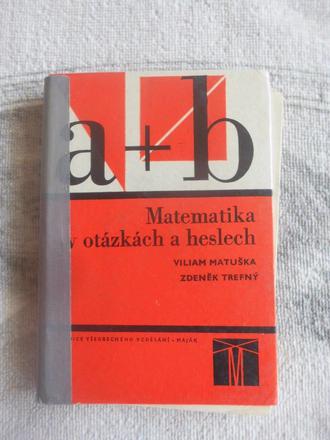 a+b
Matematika
v otázkách a heslech
VILIAM MATUŠKA
ZDENĚK TREFNÝ
VŠEOBECNÉHO VZDĚLÁNÍ • MAJÁK
M